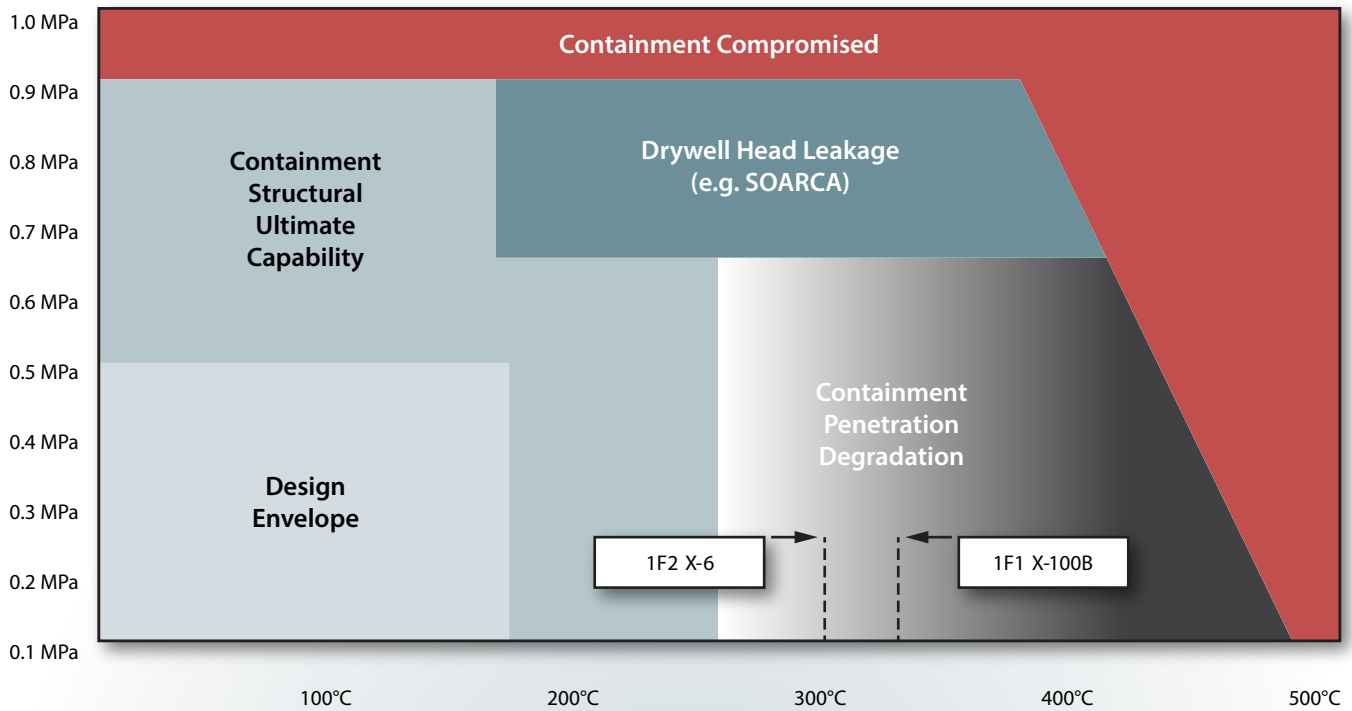 1.0 MPa
Containment Compromised
0.9 MPa
Containment
Structural
Ultimate
Capability
Drywell Head Leakage
(e.g. SOARCA)
0.8 MPa
0.7 MPa
0.6 MPa
0.5 MPa
Containment
Penetration
Degradation
0.4 MPa
Design
Envelope
0.3 MPa
1F2 X-6
1F1 X-100B
0.2 MPa
0.1 MPa
100°C
200°C
300°C
400°C
500°C